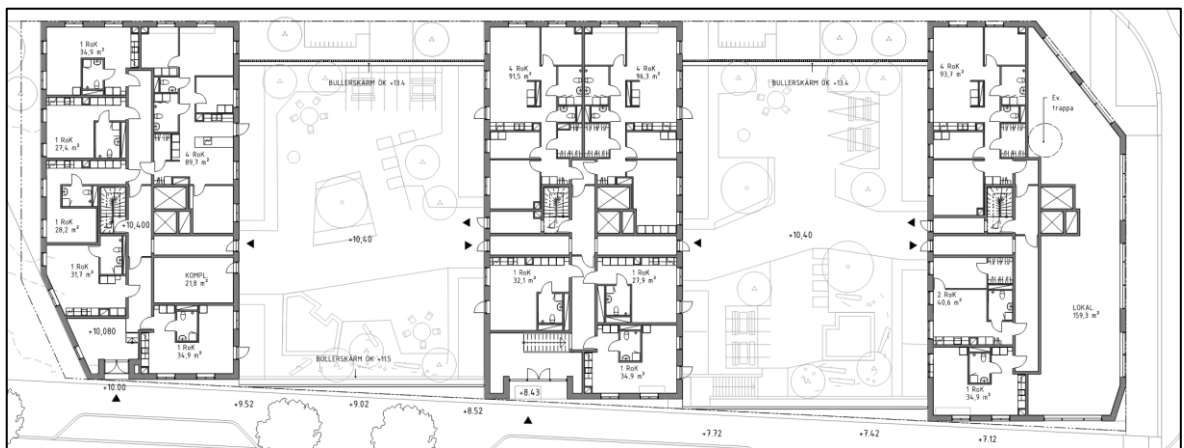 1 RoK
34,9 m²
1 RoK
27,4 m²
4 RoK
89,7 m²
1 RoK
28,2 m²
+10,400
1 RoK
31,7 m²
KOMPL.
21,8 m²
+10,080
1 RoK
34,9 m²
+10.00
BULLERSKÄRM ÖK +13.4
+10,40
BULLERSKÄRM ÖK +11.5
+9.52
+9.02
+8.52
4 RoK
91,5 m²
4 RoK
96,3 m²
1 RoK
32,1 m²
1 RoK
27,9 m²
1 RoK
34,9 m²
+8.43
BULLERSKÄRM ÖK +13.4
+10,40
+7.72
+7.42
+7.12
4 RoK
93,7 m²
Ev.
trappa
2 RoK
40,6 m²
LOKAL
159,3 m²
1 RoK
34,9 m²